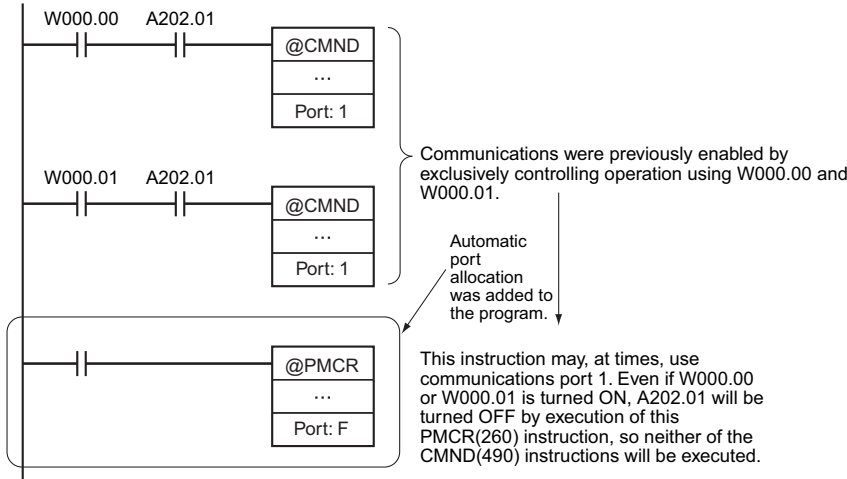 W000.00 A202.01
@CMND
...
Port: 1
Communications were previously enabled by
exclusively controlling operation using W000.00 and
W000.01.
W000.01 A202.01
@CMND
...
Port: 1
Automatic
port
allocation
was added to
the program.
@PMCR
...
Port: F
This instruction may, at times, use
communications port 1. Even if W000.00
or W000.01 is turned ON, A202.01 will be
turned OFF by execution of this
PMCR(260) instruction, so neither of the
CMND(490) instructions will be executed.